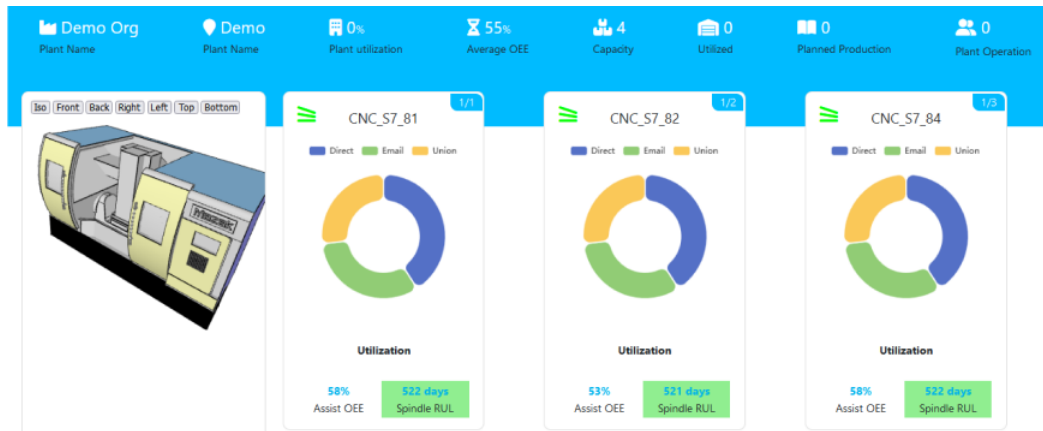 Demo Org
Plant Name
Demo
Plant Name
0%
Plant utilization
55%
Average OEE
4
Capacity
0
Utilized
0
Planned Production
0
Plant Operation
Iso Front Back Right Left Top Bottom
1/1
CNC_S7_81
Direct Email Union
Utilization
58%
Assist OEE
522 days
Spindle RUL
1/2
CNC_S7_82
Direct Email Union
Utilization
53%
Assist OEE
521 days
Spindle RUL
1/3
CNC_S7_84
Direct Email Union
Utilization
58%
Assist OEE
522 days
Spindle RUL